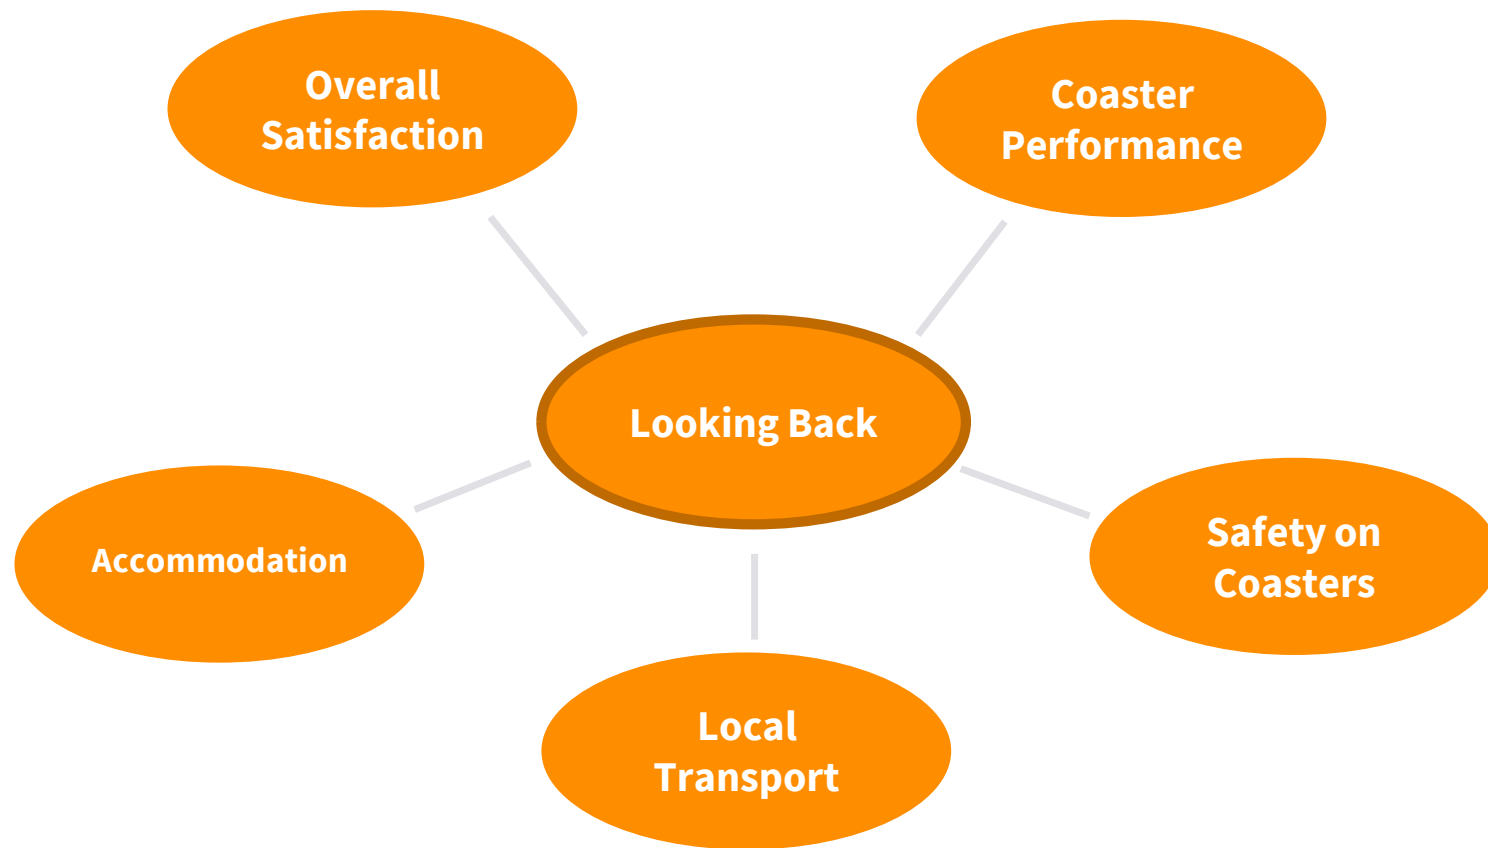 Overall
Satisfaction
Coaster
Performance
Looking Back
Accommodation
Safety on
Coasters
Local
Transport